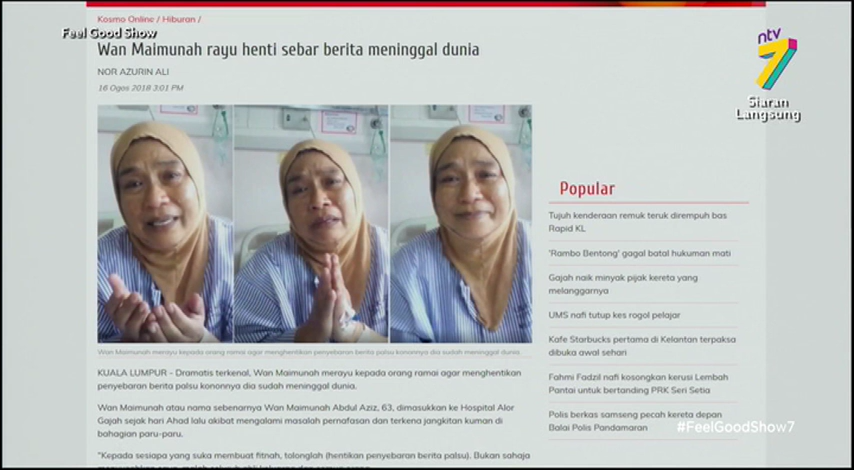 Kosmo Online / Hiburan /
Feel Good Show
Wan Maimunah rayu henti sebar berita meninggal dunia
NOR AZURIN ALI
16 Ogos 2018 3:01 PM
ntv
7
Siaran
Langsung
Wan Maimunah merayu kepada orang ramai agar menghentikan penyebaran berita palsu kononnya dia sudah meninggal dunia.
KUALA LUMPUR - Dramatis terkenal, Wan Maimunah merayu kepada orang ramai agar menghentikan
penyebaran berita palsu kononnya dia sudah meninggal dunia.
Wan Maimunah atau nama sebenarnya Wan Maimunah Abdul Aziz, 63, dimasukkan ke Hospital Alor
Gajah sejak hari Ahad lalu akibat mengalami masalah pernafasan dan terkena jangkitan kuman di
bahagian paru-paru.
"Kepada sesiapa yang suka membuat fitnah, tolonglah (hentikan penyebaran berita palsu). Bukan sahaja
Popular
Tujuh kenderaan remuk teruk dirempuh bas
Rapid KL
'Rambo Bentong' gagal batal hukuman mati
Gajah naik minyak pijak kereta yang
melanggarnya
UMS nafi tutup kes rogol pelajar
Kafe Starbucks pertama di Kelantan terpaksa
dibuka awal sehari
Fahmi Fadzil nafi kosongkan kerusi Lembah
Pantai untuk bertanding PRK Seri Setia
Polis berkas samseng pecah kereta depan
Balai Polis Pandamaran
#FeelGoodShow7